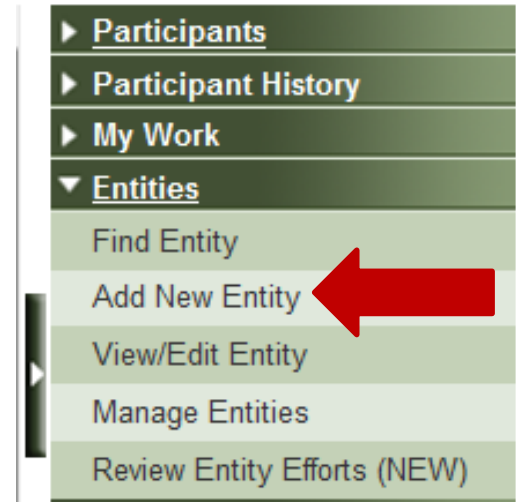 Participants
Participant History
My Work
Entities
Find Entity
Add New Entity
View/Edit Entity
Manage Entities
Review Entity Efforts (NEW)